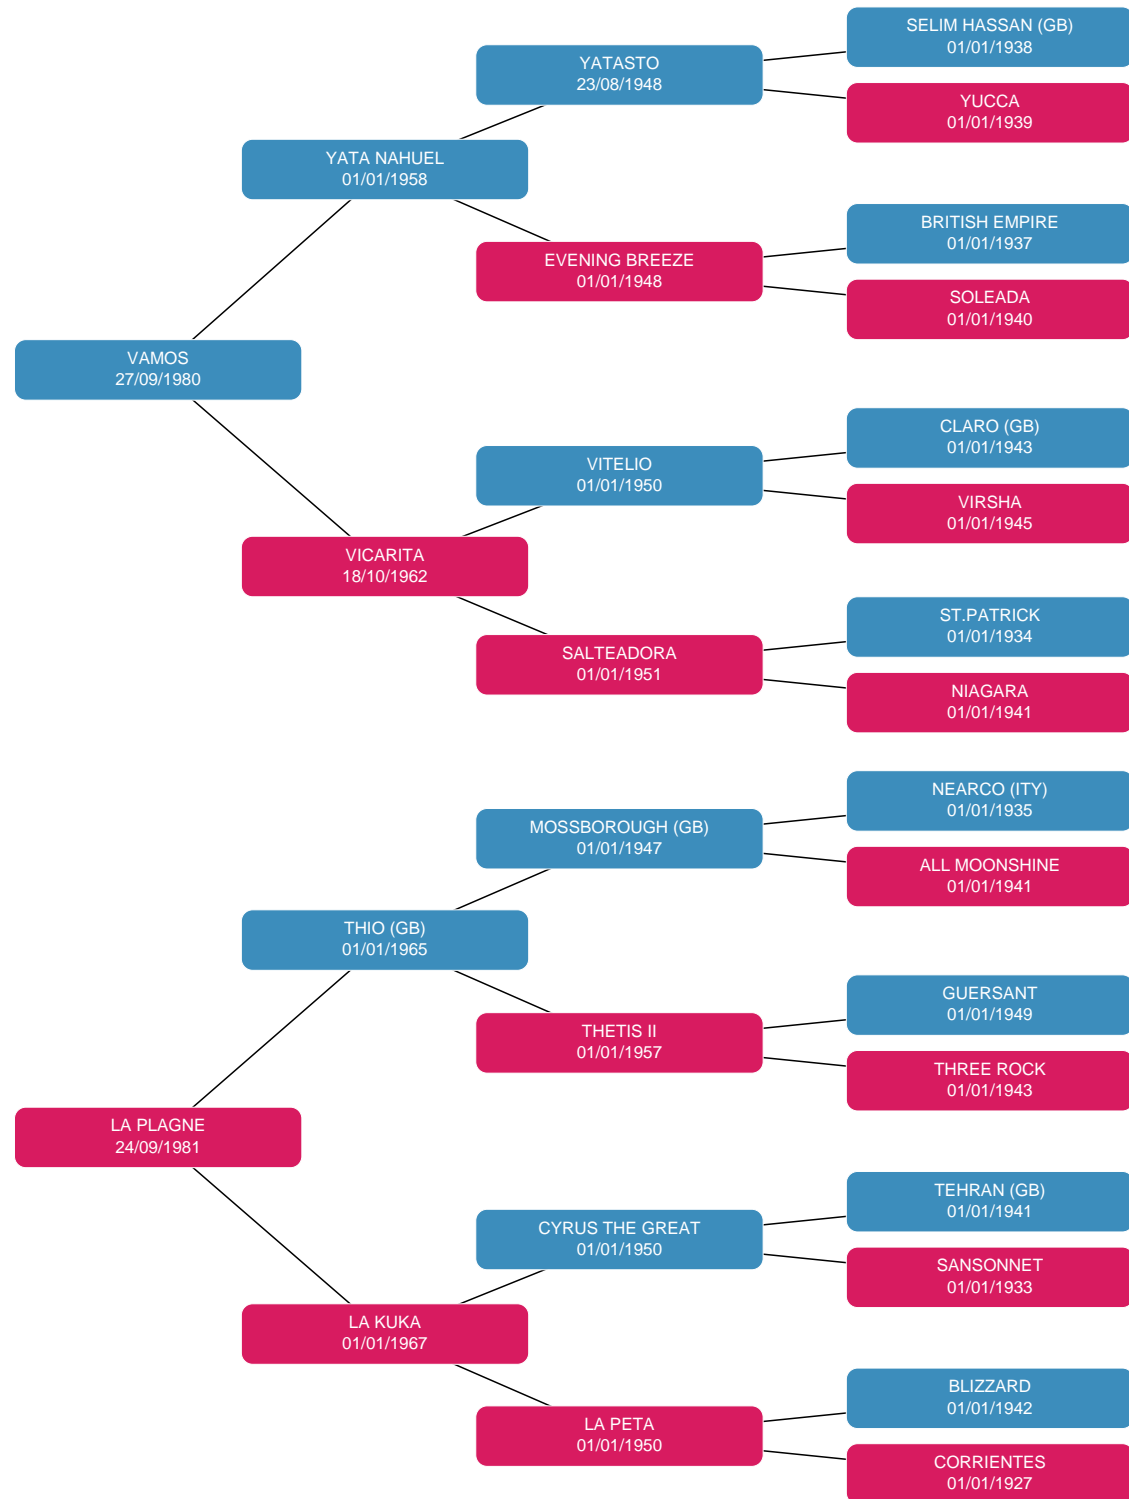 SELIM HASSAN (GB)
01/01/1938
YATASTO
23/08/1948
YUCCA
01/01/1939
YATA NAHUEL
01/01/1958
BRITISH EMPIRE
01/01/1937
EVENING BREEZE
01/01/1948
SOLEADA
01/01/1940
VAMOS
27/09/1980
CLARO (GB)
01/01/1943
VITELIO
01/01/1950
VIRSHA
01/01/1945
VICARITA
18/10/1962
ST.PATRICK
01/01/1934
SALTEADORA
01/01/1951
NIAGARA
01/01/1941
NEARCO (ITY)
01/01/1935
MOSSBOROUGH (GB)
01/01/1947
ALL MOONSHINE
01/01/1941
THIO (GB)
01/01/1965
GUERSANT
01/01/1949
THETIS II
01/01/1957
THREE ROCK
01/01/1943
LA PLAGNE
24/09/1981
TEHRAN (GB)
01/01/1941
CYRUS THE GREAT
01/01/1950
SANSONNET
01/01/1933
LA KUKA
01/01/1967
BLIZZARD
01/01/1942
LA PETA
01/01/1950
CORRIENTES
01/01/1927